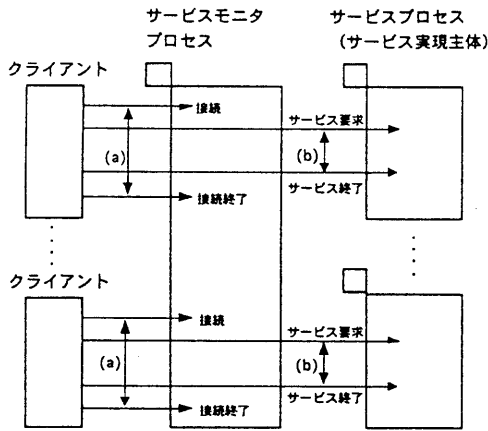 サービスモニタ
プロセス
サービスプロセス
(サービス実現主体)
クライアント
接続
サービス要求
(a)
(b)
サービス終了
接続終了
クライアント
接続
サービス要求
(a)
(b)
サービス終了
接続終了